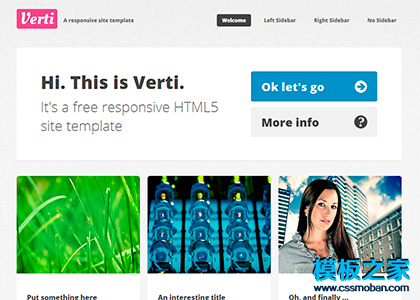 Verti
A responsive site template
Welcome
Left Sidebar
Right Sidebar
No Sidebar
Hi. This is Verti.
It's a free responsive HTML5
site template
Ok let's go
More info
?
模板之家
www.cssmoban.com
Put something here
An interesting title
Oh, and finally ...